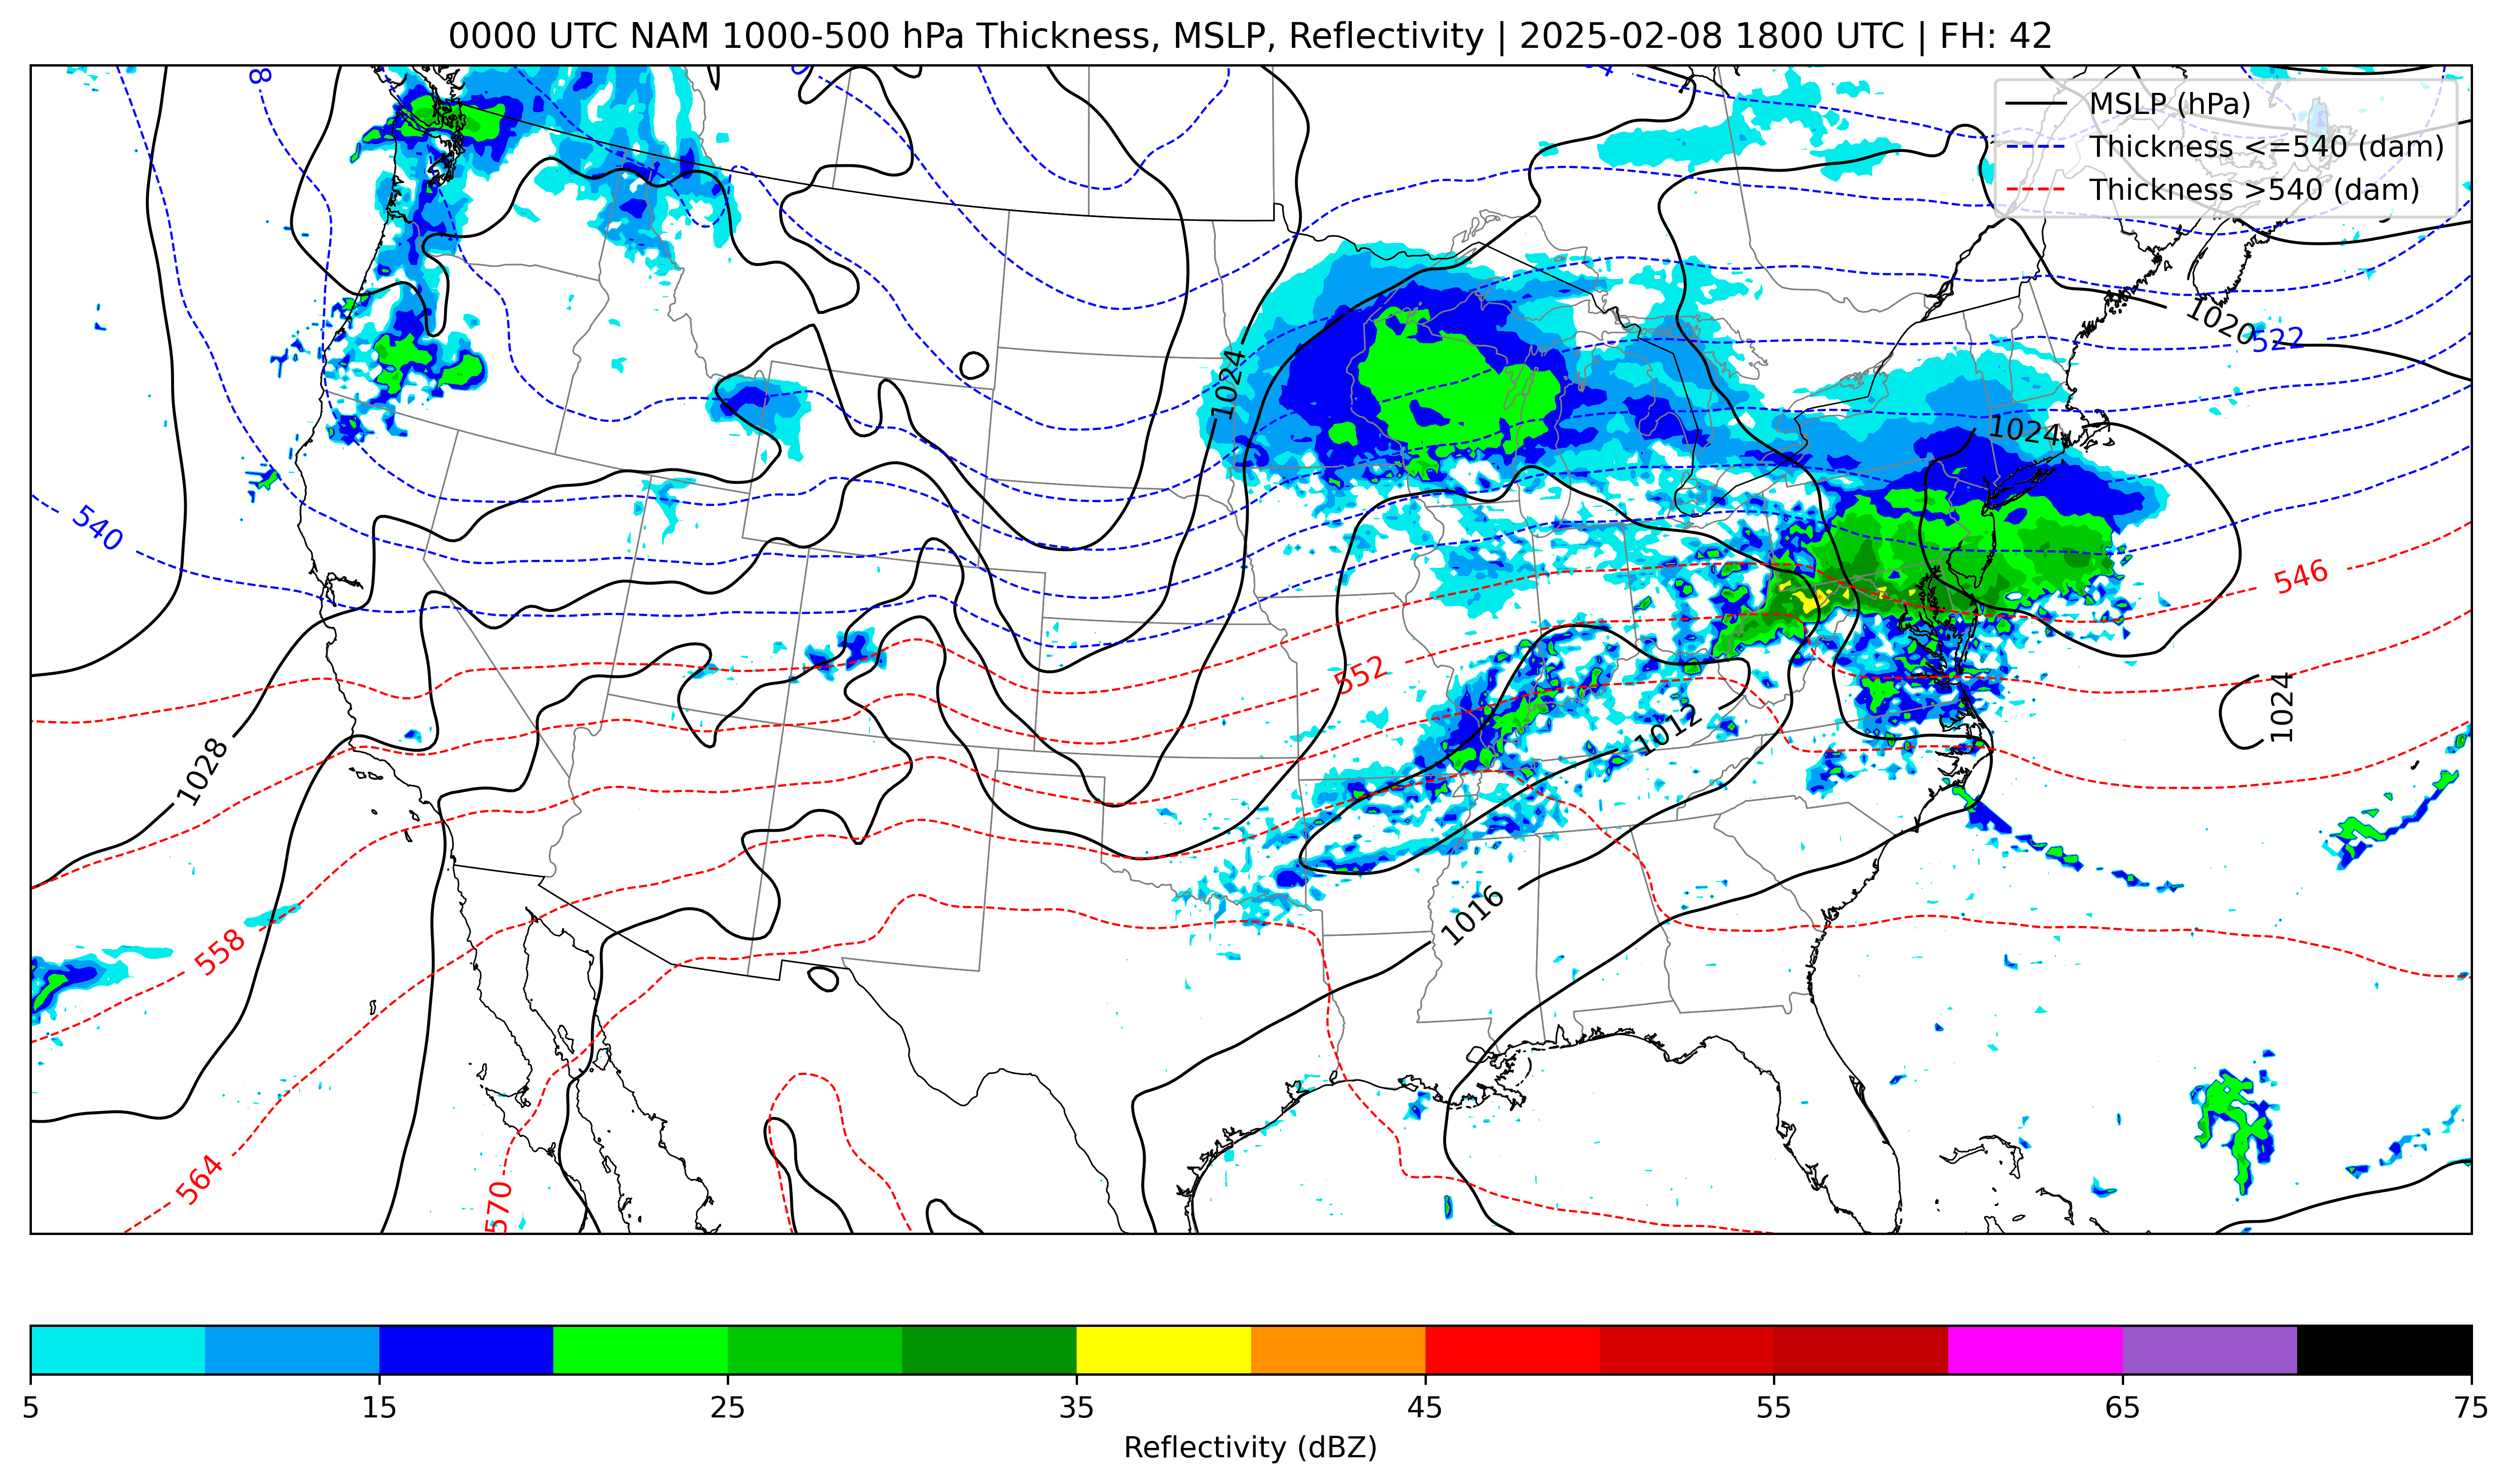 0000 UTC NAM 1000-500 hPa Thickness, MSLP, Reflectivity | 2025-02-08 1800 UTC | FH: 42
MSLP (hPa)
Thickness <=540 (dam)
Thickness >540 (dam)
8
1020
522
1024
1024
540
546
552
1024
1012
1028
1016
558
564
570
5 15 25 35 45 55 65 75
Reflectivity (dBZ)